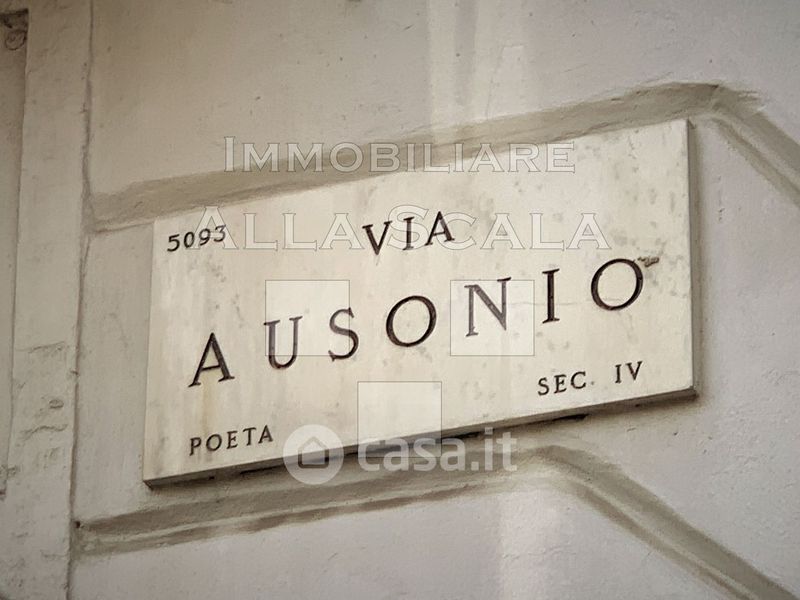 IMMOBILIARE
ALLA SCALA
5093
VIA
AUSONIO
POETA
SEC. IV
casa.it